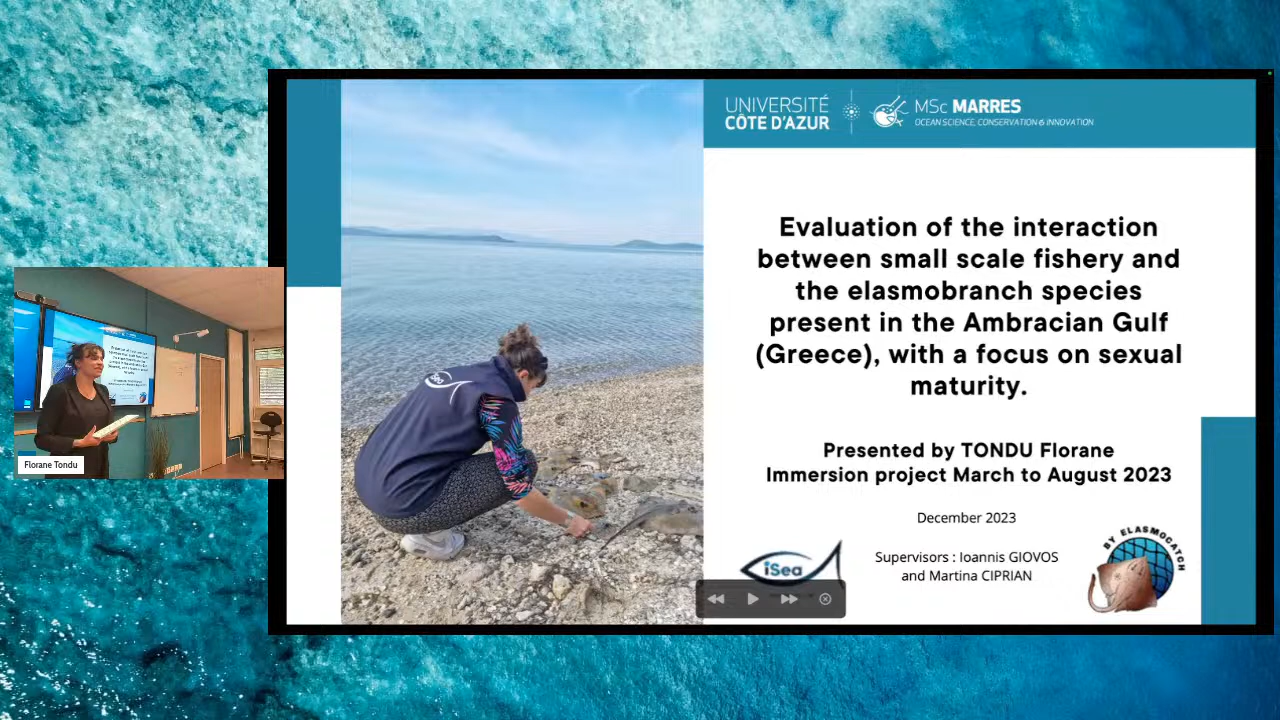 UNIVERSITÉ
CÔTE D'AZUR
MSc MARRES
OCEAN SCIENCE, CONSERVATION & INNOVATION
Evaluation of the interaction
between small scale fishery and
the elasmobranch species
present in the Ambracian Gulf
(Greece), with a focus on sexual
maturity.
Presented by TONDU Florane
Immersion project March to August 2023
December 2023
Supervisors : Ioannis GIOVOS
and Martina CIPRIAN
iSea
BY ELASMOCATCH
iSea
Florane Tondu